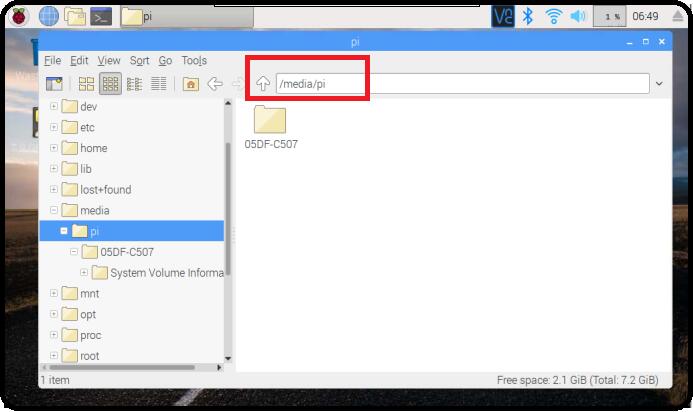 pi
VS
1 %
06:49
pi
File Edit View Sort Go Tools
/media/pi
dev
etc
home
lib
lost+found
media
pi
05DF-C507
System Volume Informa
mnt
opt
proc
root
05DF-C507
1 item
Free space: 2.1 GiB (Total: 7.2 GiB)